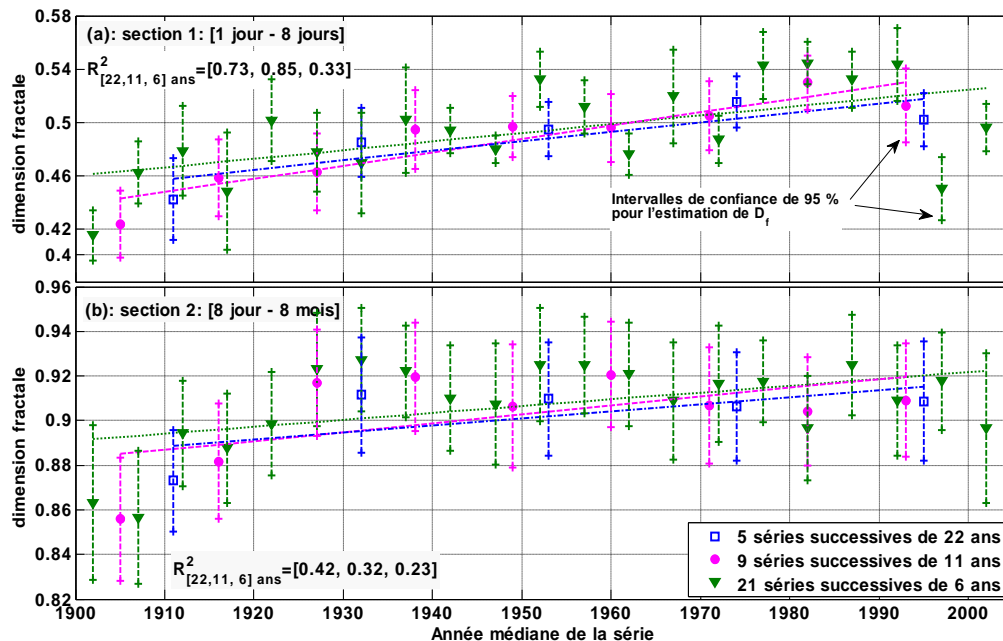 0.58
(a): section 1: [1 jour - 8 jours]
R²[22,11, 6] ans=[0.73, 0.85, 0.33]
0.54
0.5
0.46
0.42
0.4
dimension fractale
Intervalles de confiance de 95 %
pour l'estimation de Df
0.96
(b): section 2: [8 jour - 8 mois]
0.94
0.92
0.9
0.88
0.86
0.84
0.82
dimension fractale
R²[22,11, 6] ans=[0.42, 0.32, 0.23]
5 séries successives de 22 ans
9 séries successives de 11 ans
21 séries successives de 6 ans
1900 1910 1920 1930 1940 1950 1960 1970 1980 1990 2000
Année médiane de la série